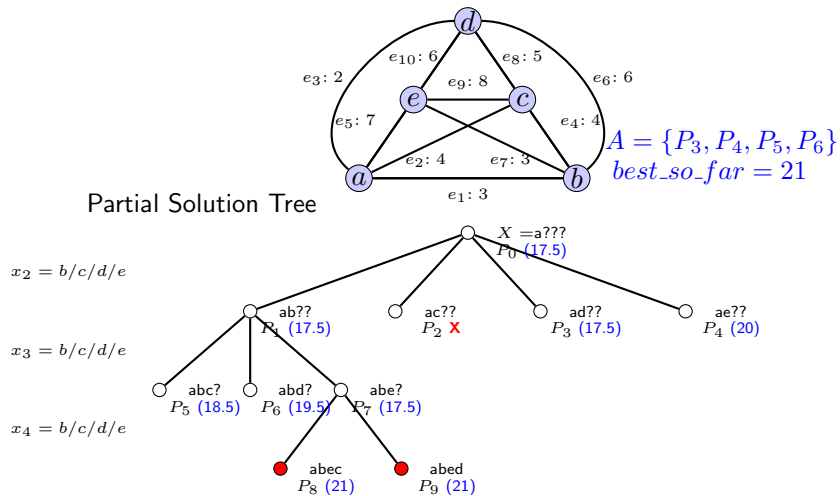 d
e₃: 2
e₁₀: 6
e₈: 5
e₆: 6
e₉: 8
e
c
e₅: 7
e₄: 4
A = {P₃, P₄, P₅, P₆}
e₂: 4
e₇: 3
best_so_far = 21
a
b
e₁: 3
Partial Solution Tree
X =a???
P₀ (17.5)
x₂ = b/c/d/e
ab??
P₁ (17.5)
ac??
P₂ X
ad??
P₃ (17.5)
ae??
P₄ (20)
x₃ = b/c/d/e
abc?
P₅ (18.5)
abd?
P₆ (19.5)
abe?
P₇ (17.5)
x₄ = b/c/d/e
abec
P₈ (21)
abed
P₉ (21)